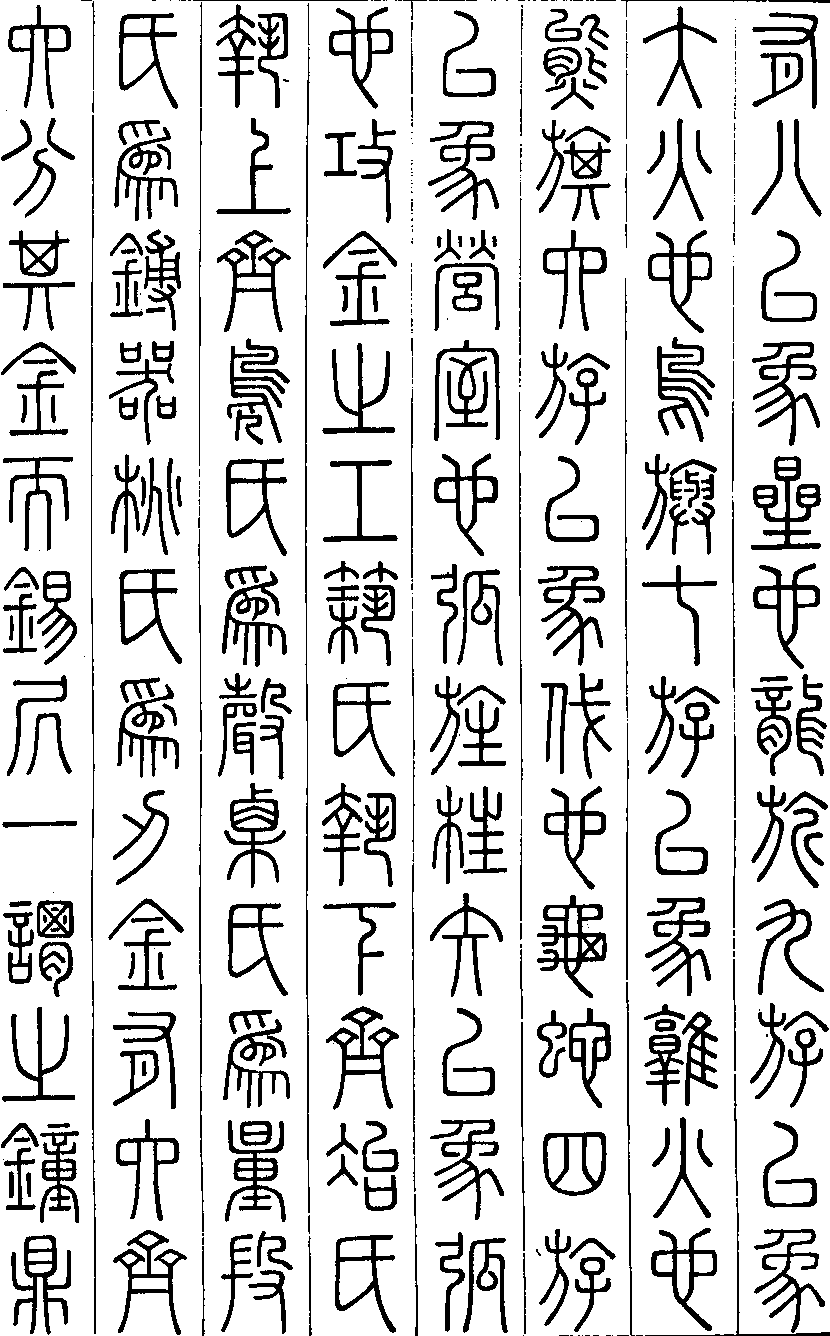 有八以象星也龍旂九斿以象
大火也鳥旟七斿以象鶉火也
熊旗六斿以象伐也龜蛇四斿
以象營室也弧旌枉矢以象弧
也攻金之工築氏執下齊冶氏
執上齊鳧氏爲聲㮚氏爲量段
氏爲鎛器桃氏爲刃金有六齊
六分其金而錫居一謂之鐘鼎